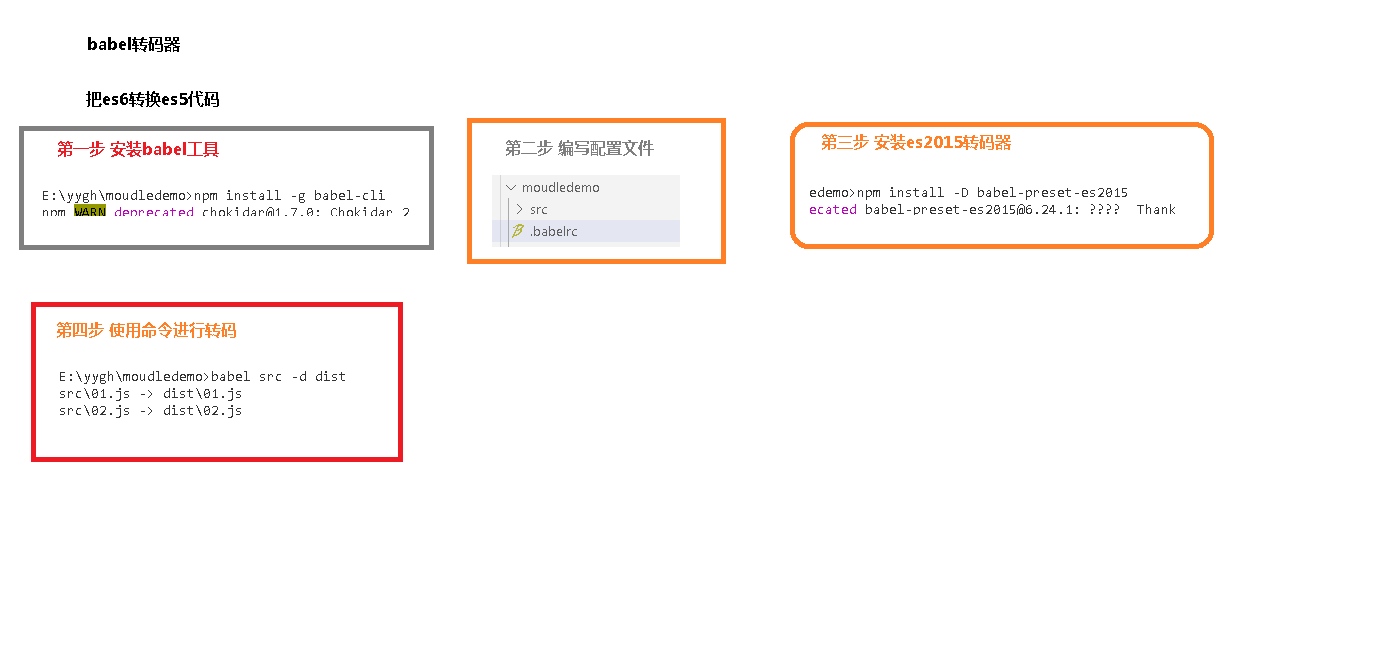 babel转码器
把es6转换es5代码
第一步 安装babel工具
E:\yygh\moudledemo>npm install -g babel-cli
npm WARN deprecated chokidar@1.7.0: Chokidar 2
第二步 编写配置文件
moudledemo
src
.babelrc
第三步 安装es2015转码器
edemo>npm install -D babel-preset-es2015
ecated babel-preset-es2015@6.24.1: ???? Thank
第四步 使用命令进行转码
E:\yygh\moudledemo>babel src -d dist
src\01.js -> dist\01.js
src\02.js -> dist\02.js